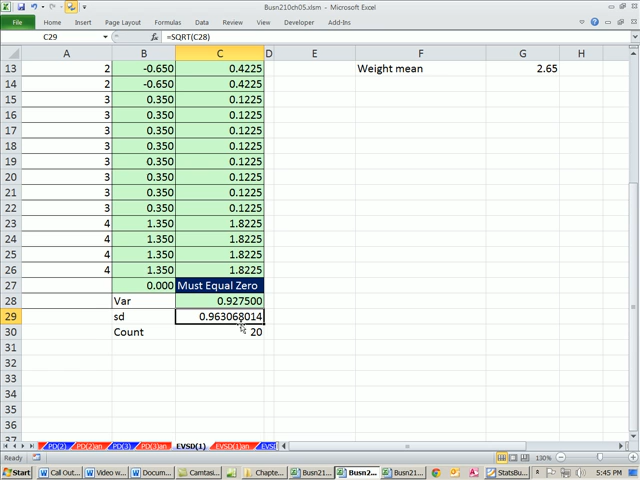 Busn210ch05.xlsm - Microsoft Excel
File Home Insert Page Layout Formulas Data Review View Developer Add-Ins
C29 fx =SQRT(C28)
A B C D E F G H
13 2 -0.650 0.4225 Weight mean 2.65
14 2 -0.650 0.4225
15 3 0.350 0.1225
16 3 0.350 0.1225
17 3 0.350 0.1225
18 3 0.350 0.1225
19 3 0.350 0.1225
20 3 0.350 0.1225
21 3 0.350 0.1225
22 3 0.350 0.1225
23 4 1.350 1.8225
24 4 1.350 1.8225
25 4 1.350 1.8225
26 4 1.350 1.8225
27 0.000 Must Equal Zero
28 Var 0.927500
29 sd 0.963068014
30 Count 20
31
32
33
34
35
36
37
PD(2) PD(2)an PD(3) PD(3)an EVSD(1) EVSD(1)an EVS
Ready 130%
Start Call Out... Video w... Docum... Camtasi... Chapte... Busn21... Busn2... Busn21... StatsBu... 5:45 PM